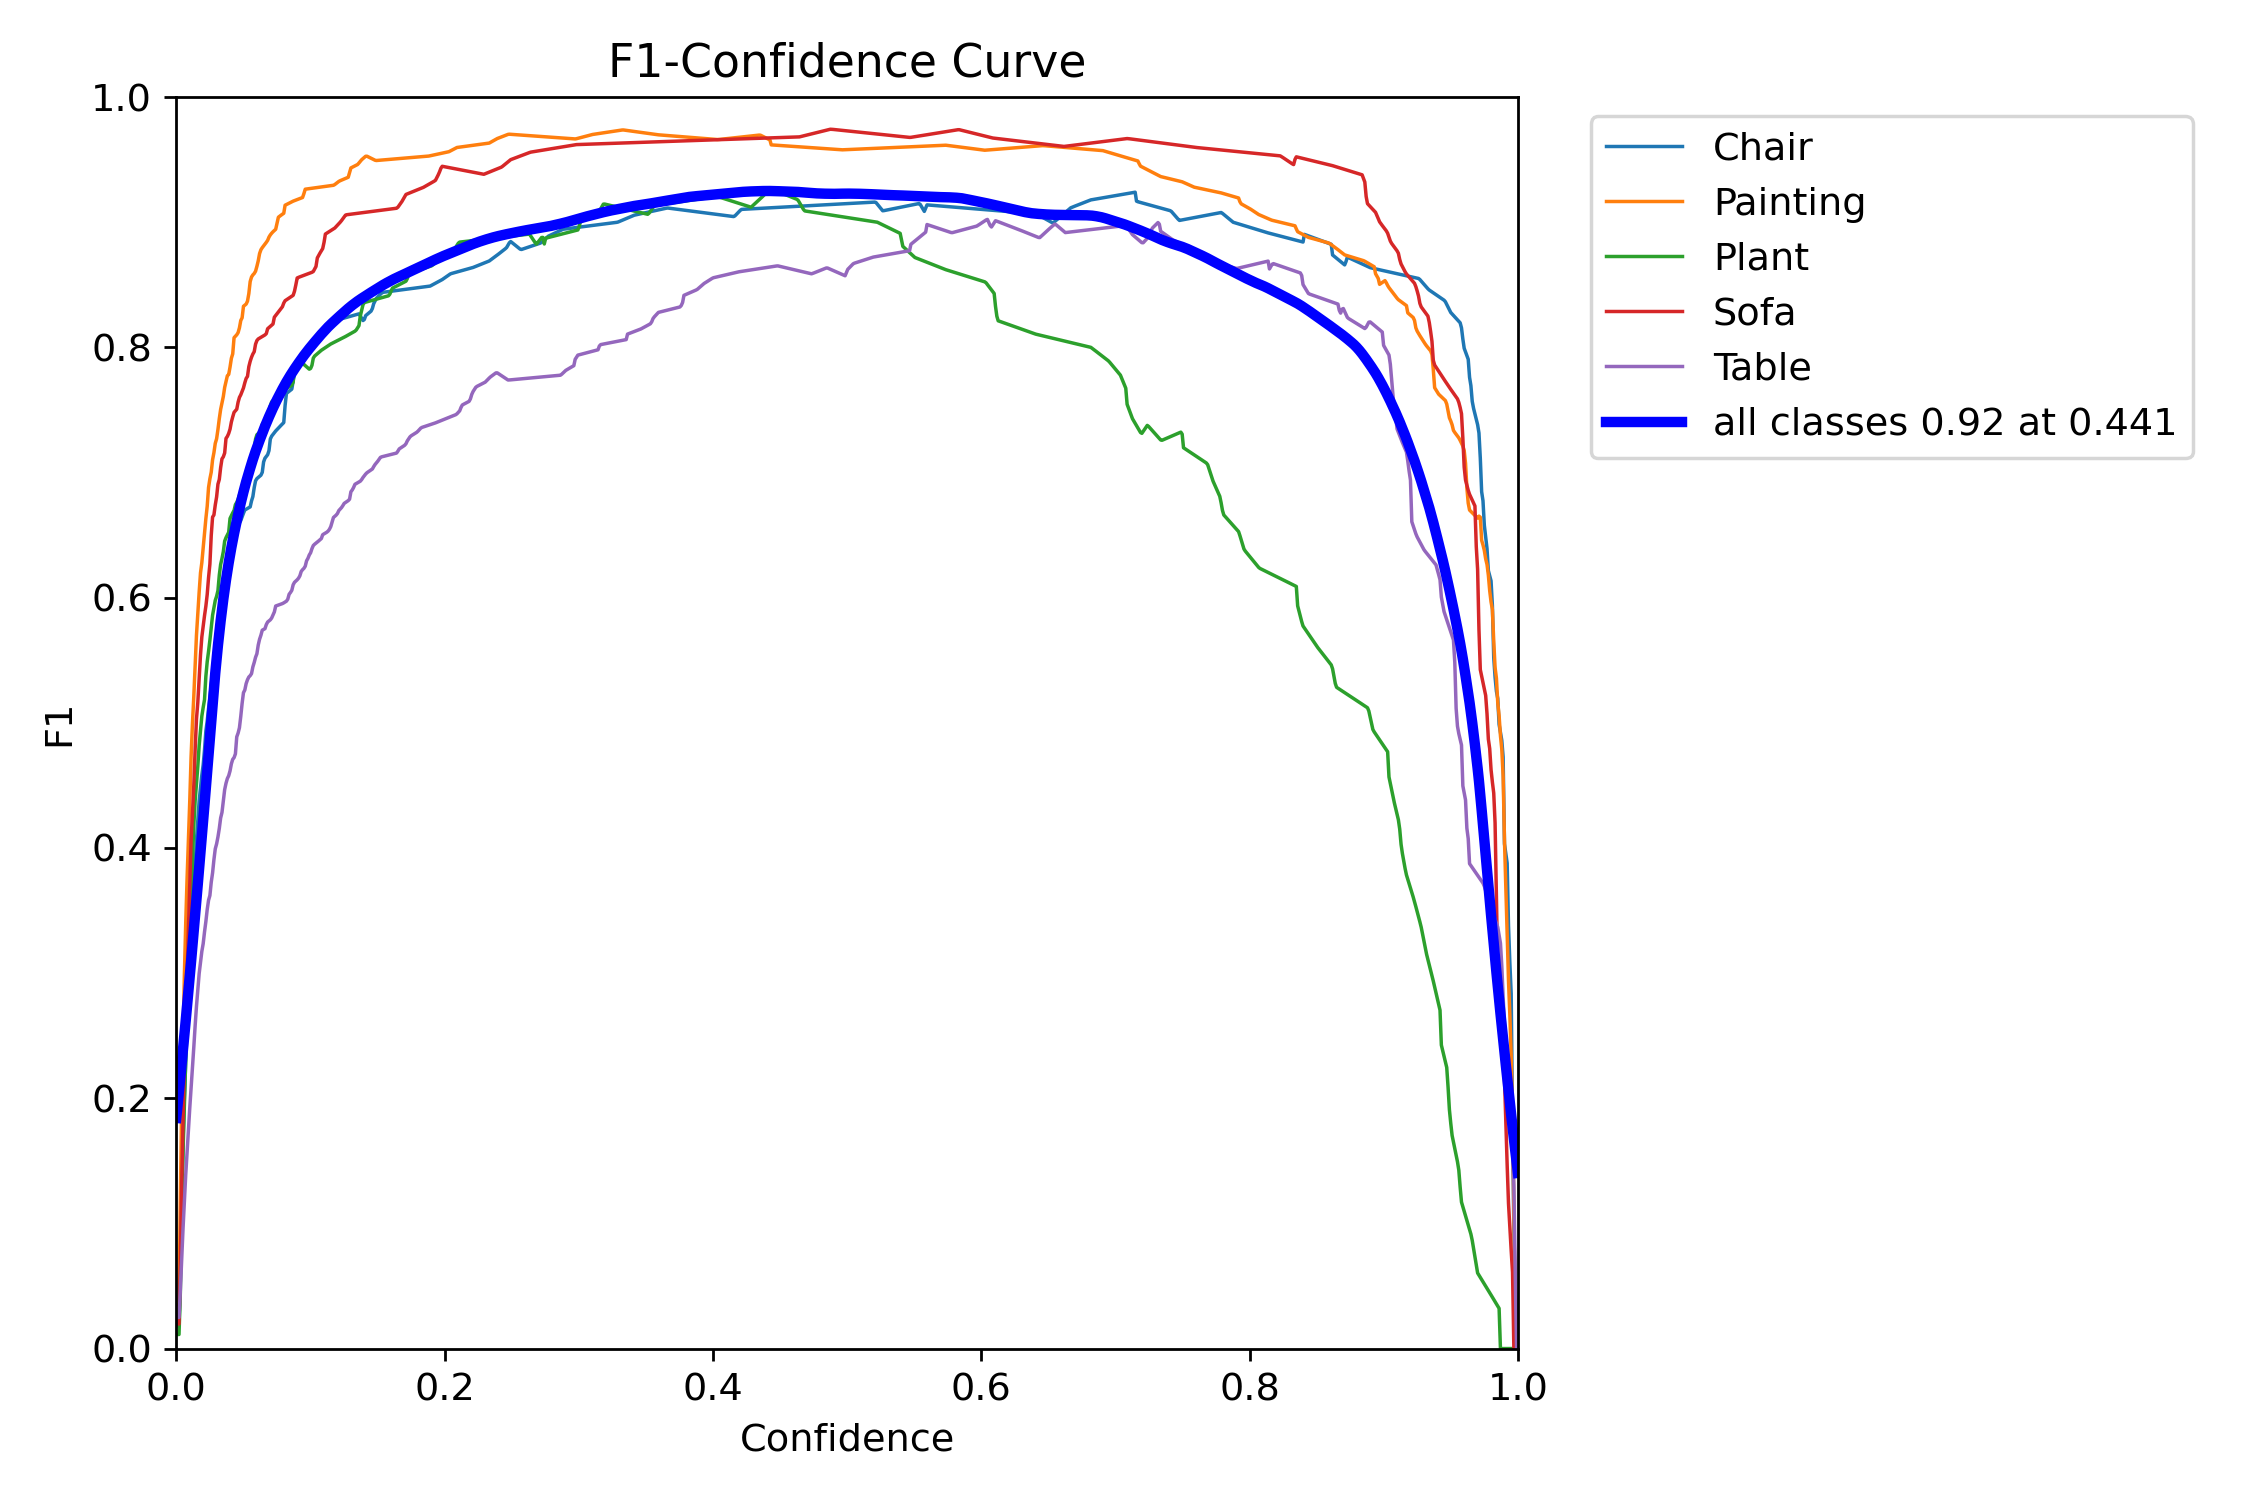 F1-Confidence Curve
1.0
0.8
0.6
0.4
0.2
0.0
F1
0.0 0.2 0.4 0.6 0.8 1.0
Confidence
Chair
Painting
Plant
Sofa
Table
all classes 0.92 at 0.441